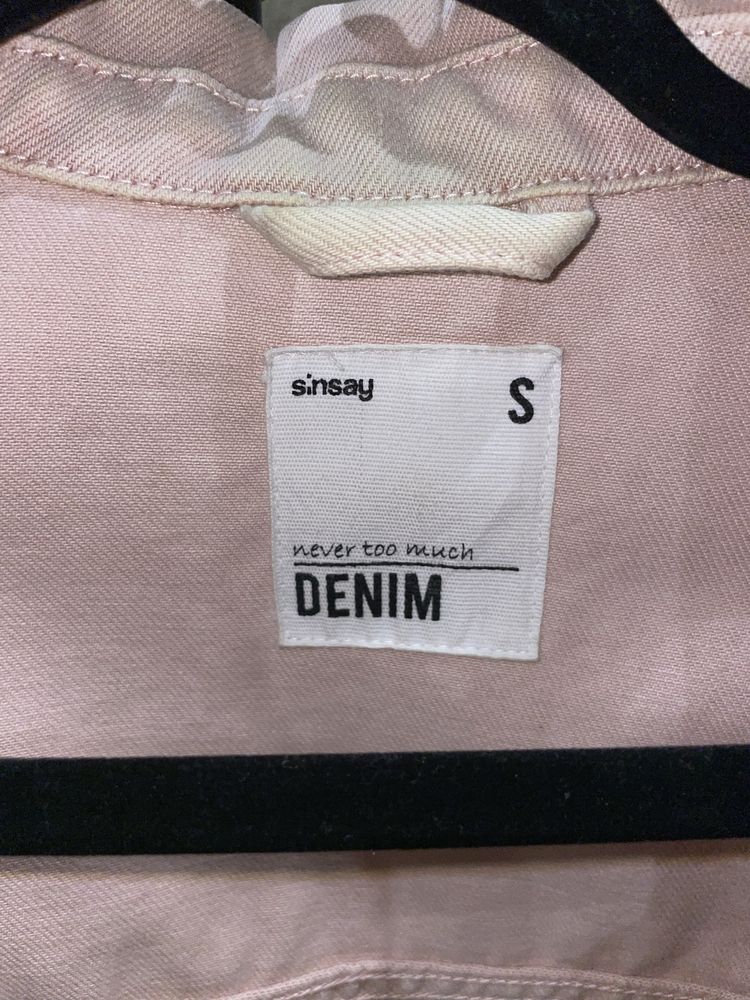 sinsay
S
never too much
DENIM